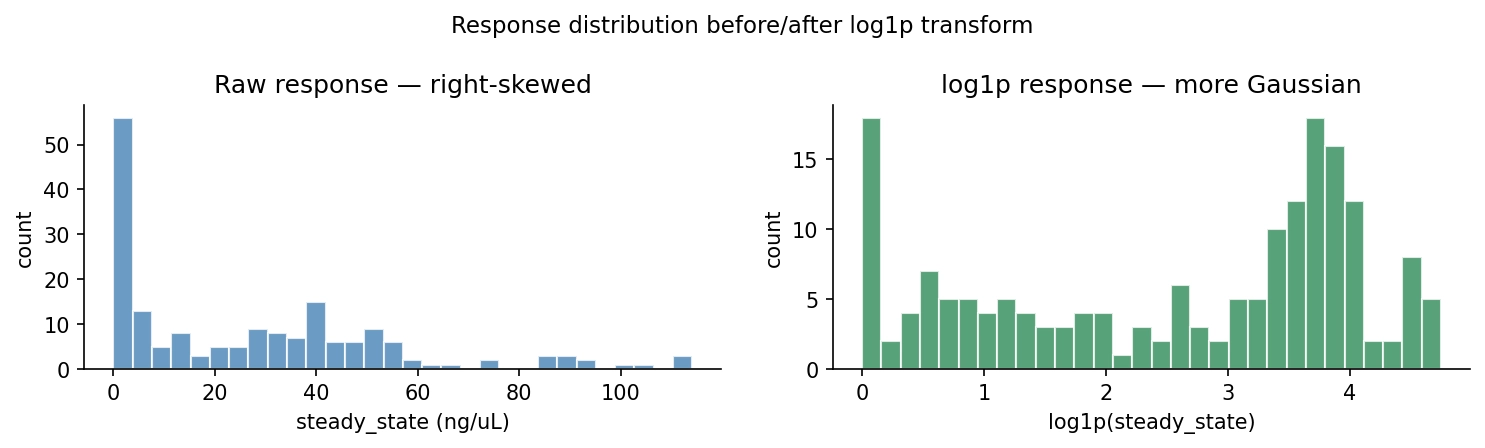 Response distribution before/after log1p transform
Raw response — right-skewed
count
50
40
30
20
10
0
0 20 40 60 80 100
steady_state (ng/uL)
log1p response — more Gaussian
count
15
10
5
0
0 1 2 3 4
log1p(steady_state)